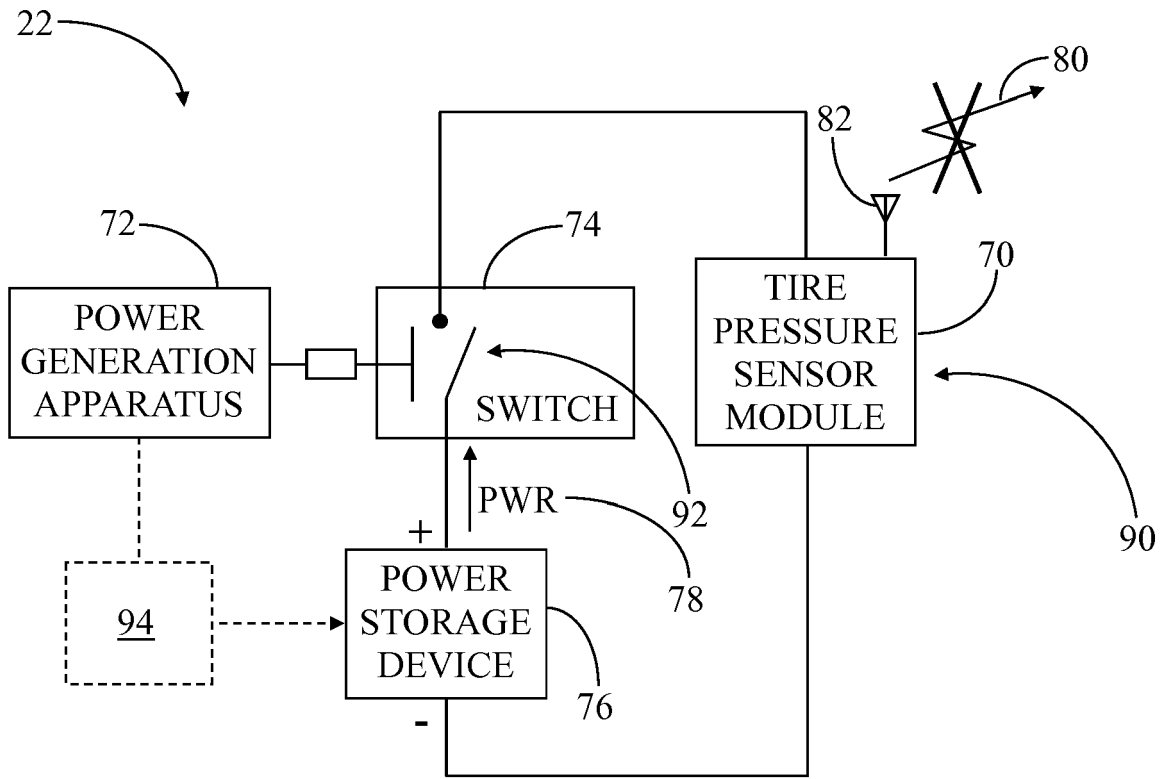 22
80
82
72
74
70
POWER
GENERATION
APPARATUS
SWITCH
TIRE
PRESSURE
SENSOR
MODULE
92
90
PWR
78
+
POWER
STORAGE
DEVICE
-
94
76